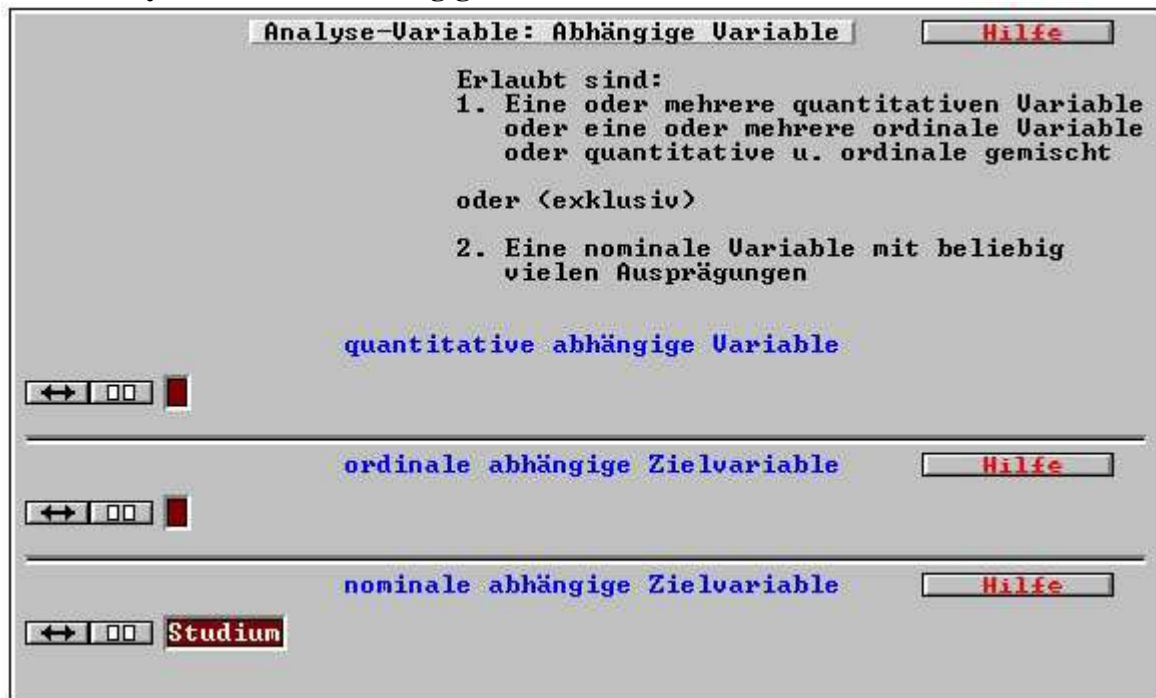 Analyse-Variable: Abhängige Variable Hilfe
Erlaubt sind:
1. Eine oder mehrere quantitativen Variable
oder eine oder mehrere ordinale Variable
oder quantitative u. ordinale gemischt
oder (exklusiv)
2. Eine nominale Variable mit beliebig
vielen Ausprägungen
quantitative abhängige Variable
ordinale abhängige Zielvariable Hilfe
nominale abhängige Zielvariable Hilfe
Studium